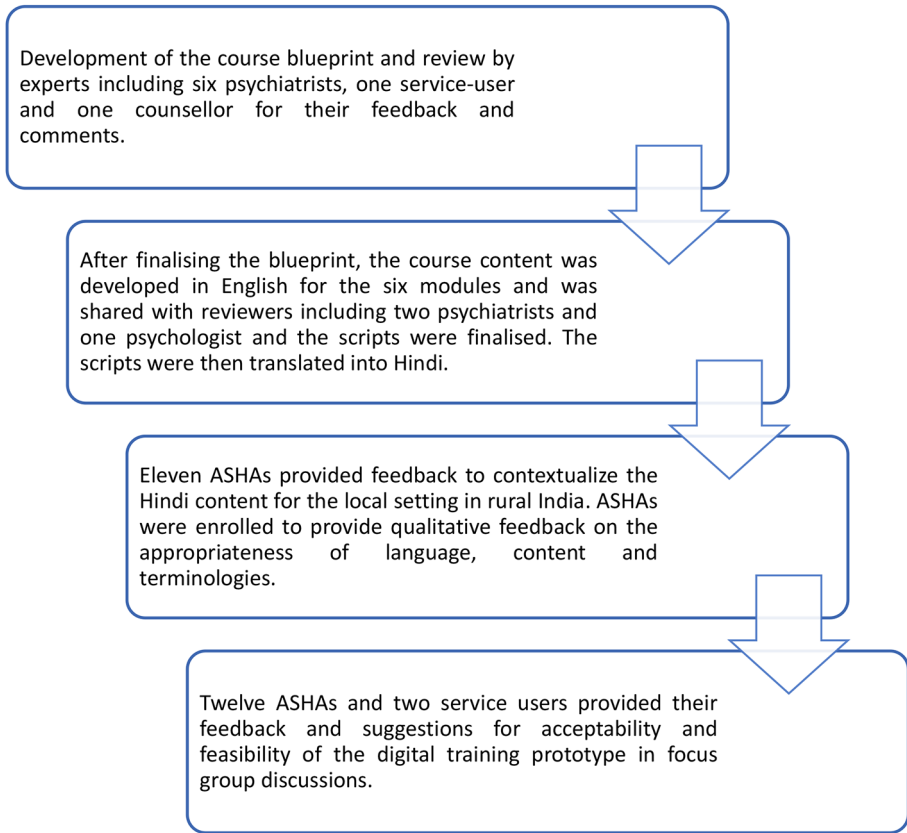 Development of the course blueprint and review by
experts including six psychiatrists, one service-user
and one counsellor for their feedback and
comments.
After finalising the blueprint, the course content was
developed in English for the six modules and was
shared with reviewers including two psychiatrists and
one psychologist and the scripts were finalised. The
scripts were then translated into Hindi.
Eleven ASHAs provided feedback to contextualize the
Hindi content for the local setting in rural India. ASHAs
were enrolled to provide qualitative feedback on the
appropriateness of language, content and
terminologies.
Twelve ASHAs and two service users provided their
feedback and suggestions for acceptability and
feasibility of the digital training prototype in focus
group discussions.